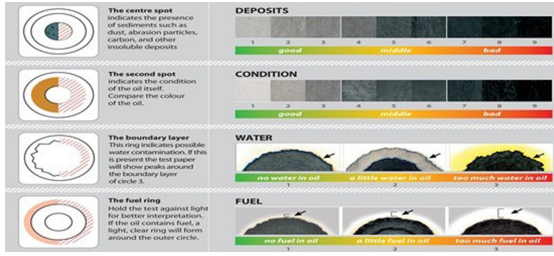 The centre spot
indicates the presence
of sediments such as
dust, abrasion particles,
carbon, and other
insoluble deposits
DEPOSITS
1 2 3 4 5 6 7 8 9
good middle bad
The second spot
indicates the condition
of the oil itself.
Compare the colour
of the oil.
CONDITION
1 2 3 4 5 6 7 8 9
good middle bad
The boundary layer
This ring indicates possible
water contamination. If this
is present the test paper
will show peaks around
the boundary layer
of circle 3.
WATER
no water in oil a little water in oil too much water in oil
1 2 3
The fuel ring
Hold the test against light
for better interpretation.
If the oil contains fuel, a
light, clear ring will form
around the outer circle.
FUEL
no fuel in oil a little fuel in oil too much fuel in oil
1 2 3